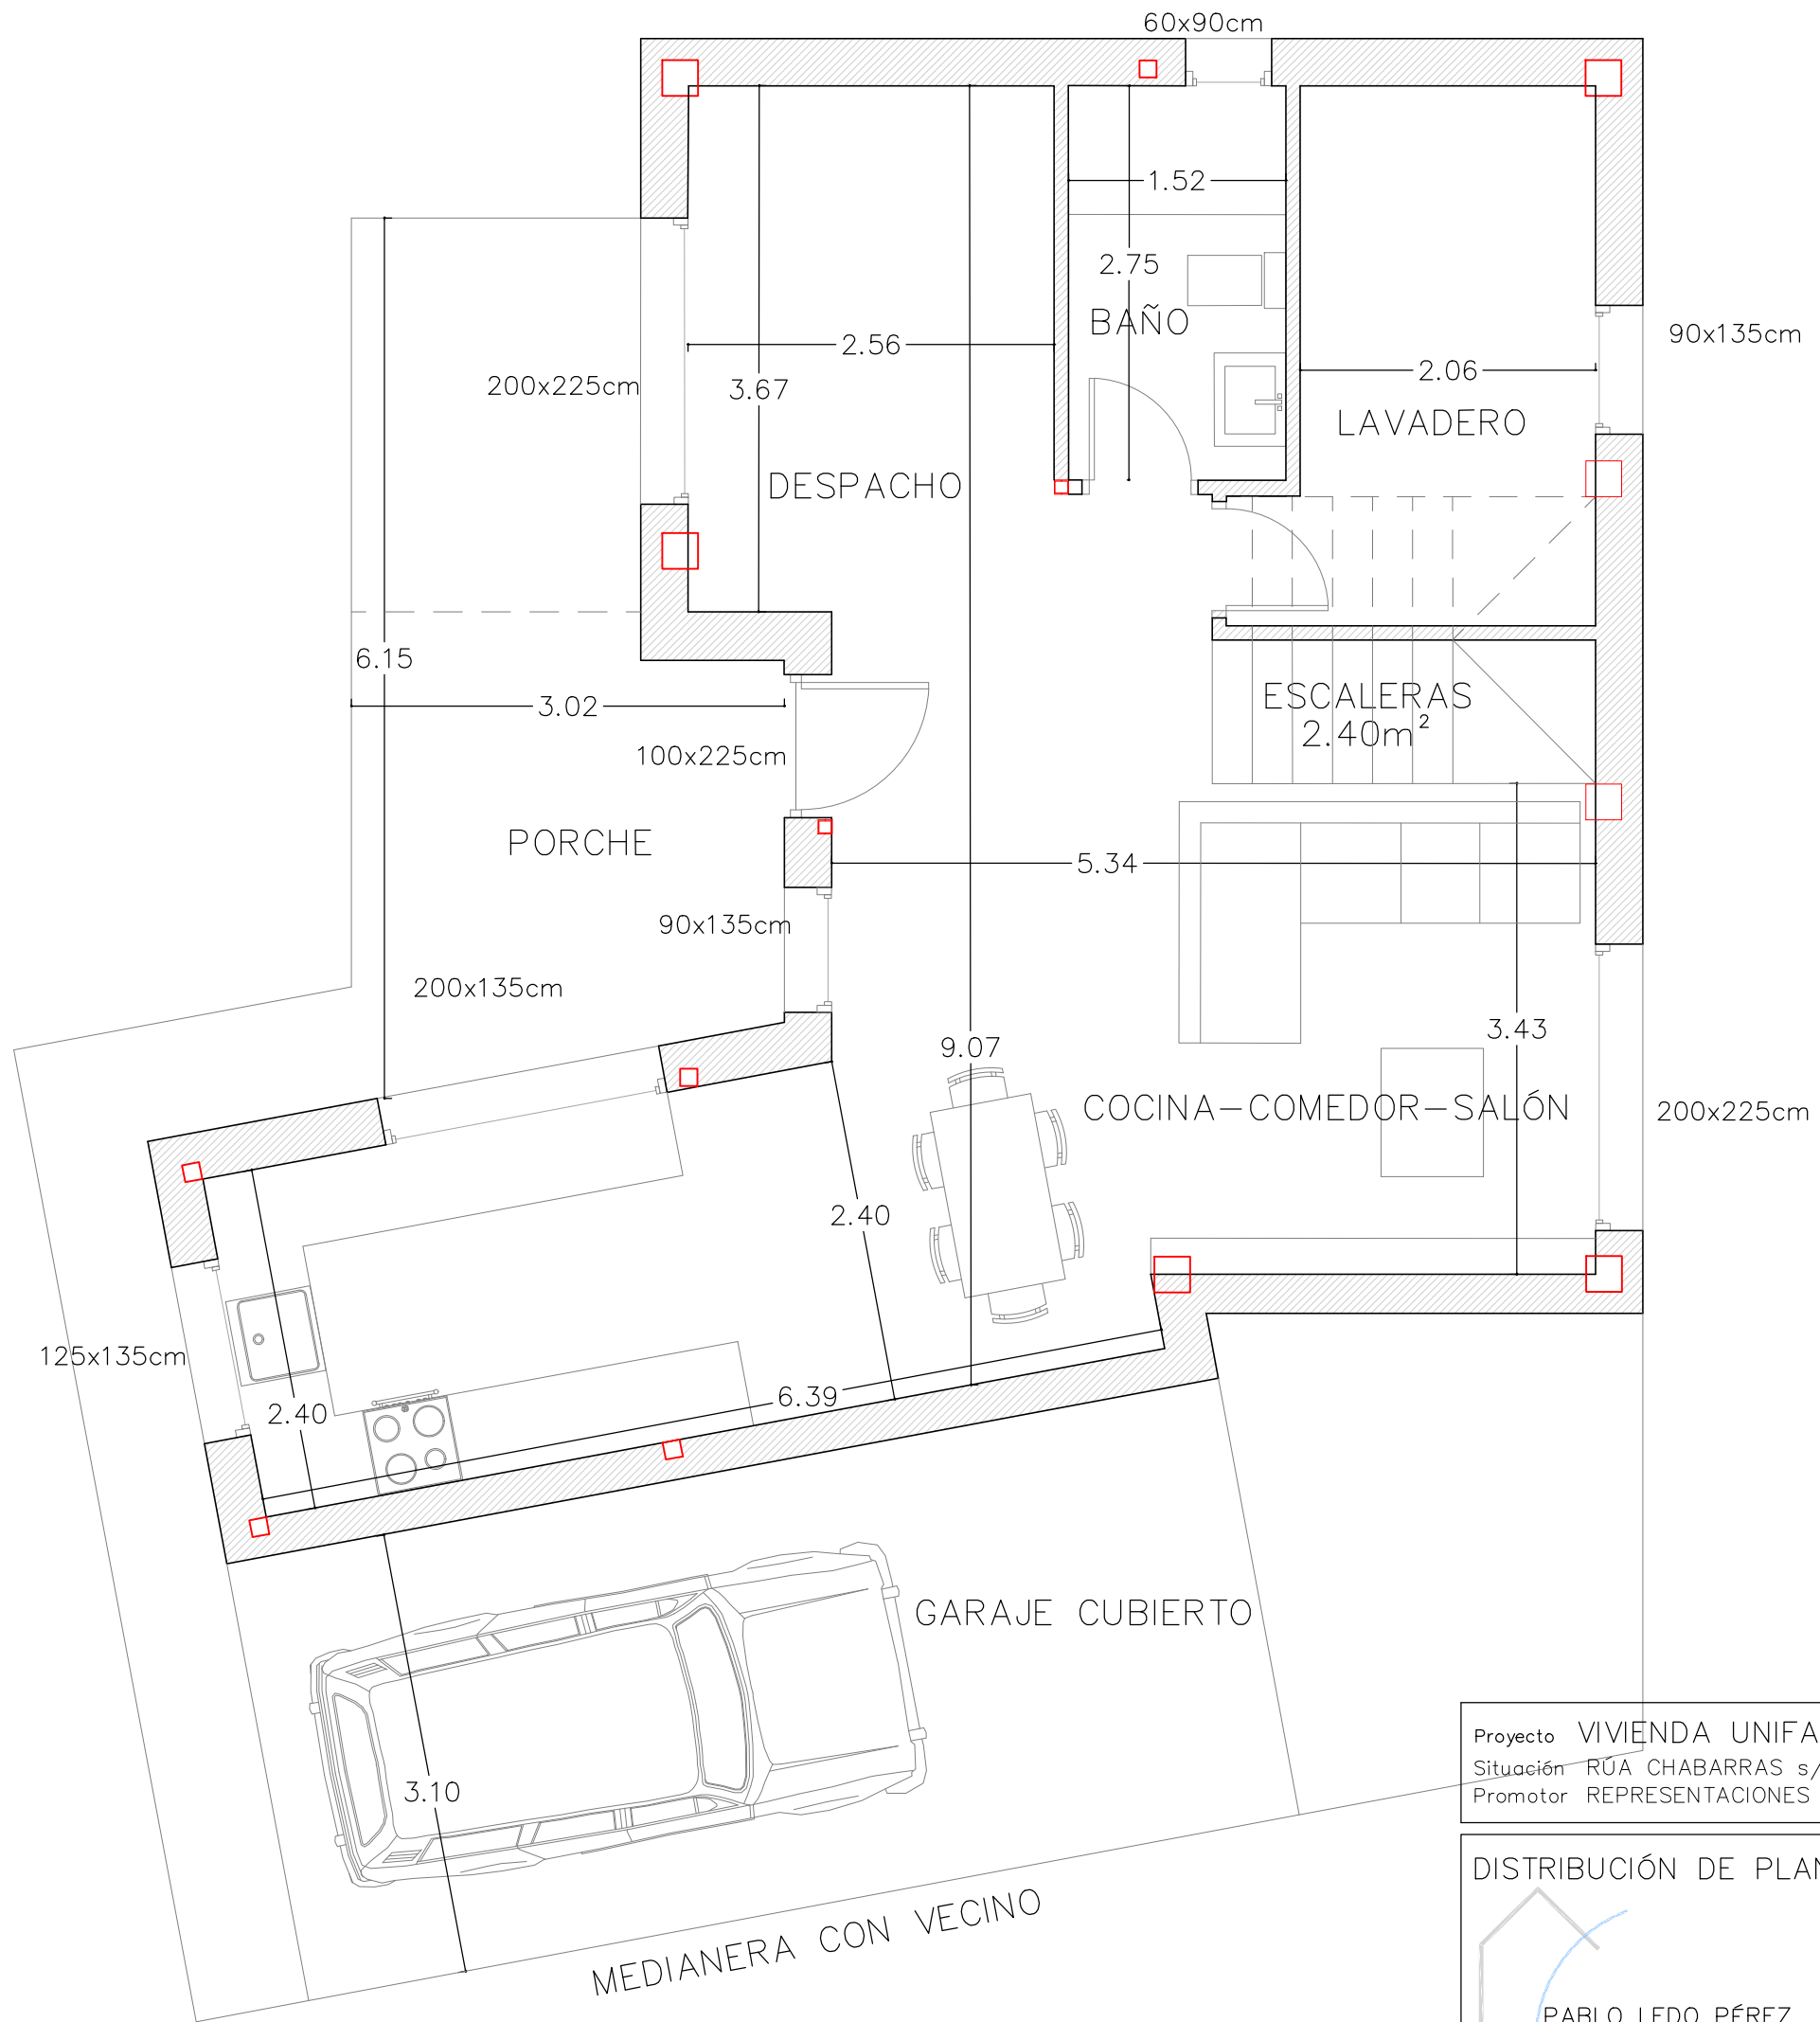 60x90cm
1.52
2.75
BAÑO
90x135cm
2.56
2.06
200x225cm
3.67
LAVADERO
DESPACHO
6.15
ESCALERAS
2.40m²
3.02
100x225cm
PORCHE
5.34
90x135cm
200x135cm
3.43
9.07
COCINA-COMEDOR-SALÓN
200x225cm
2.40
125x135cm
6.39
2.40
GARAJE CUBIERTO
3.10
MEDIANERA CON VECINO
Proyecto VIVIENDA UNIFA
Situación RÚA CHABARRAS s/
Promotor REPRESENTACIONES
DISTRIBUCIÓN DE PLAN
PABLO LEDO PÉREZ